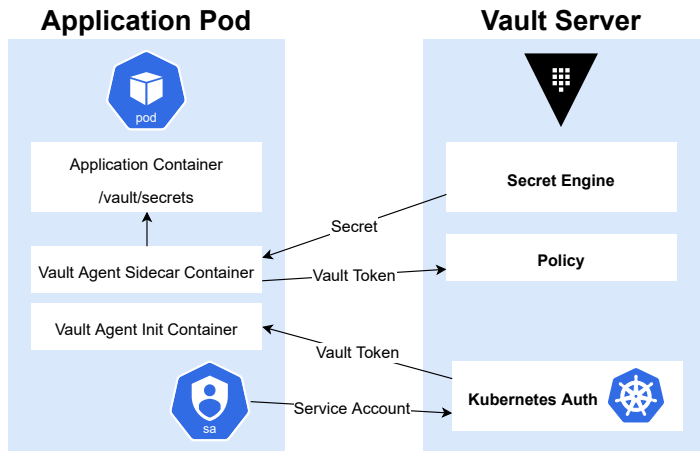 Application Pod
Vault Server
pod
Application Container
/vault/secrets
Secret Engine
Secret
Vault Agent Sidecar Container
Vault Token
Policy
Vault Agent Init Container
Vault Token
Kubernetes Auth
Service Account
sa